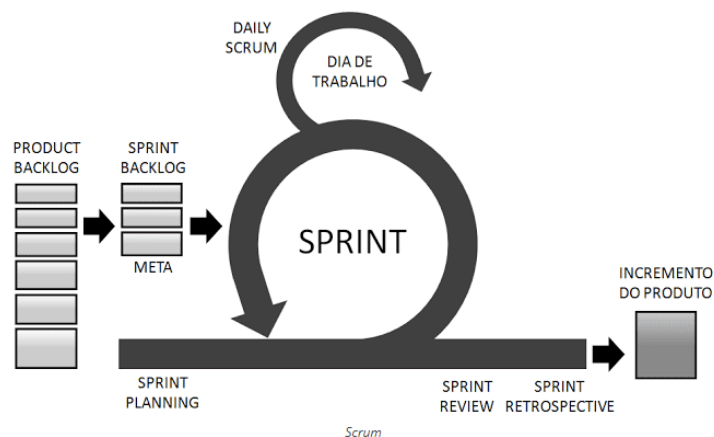 DAILY
SCRUM
DIA DE
TRABALHO
PRODUCT
BACKLOG
SPRINT
BACKLOG
META
SPRINT
INCREMENTO
DO PRODUTO
SPRINT
PLANNING
SPRINT
REVIEW
SPRINT
RETROSPECTIVE
Scrum